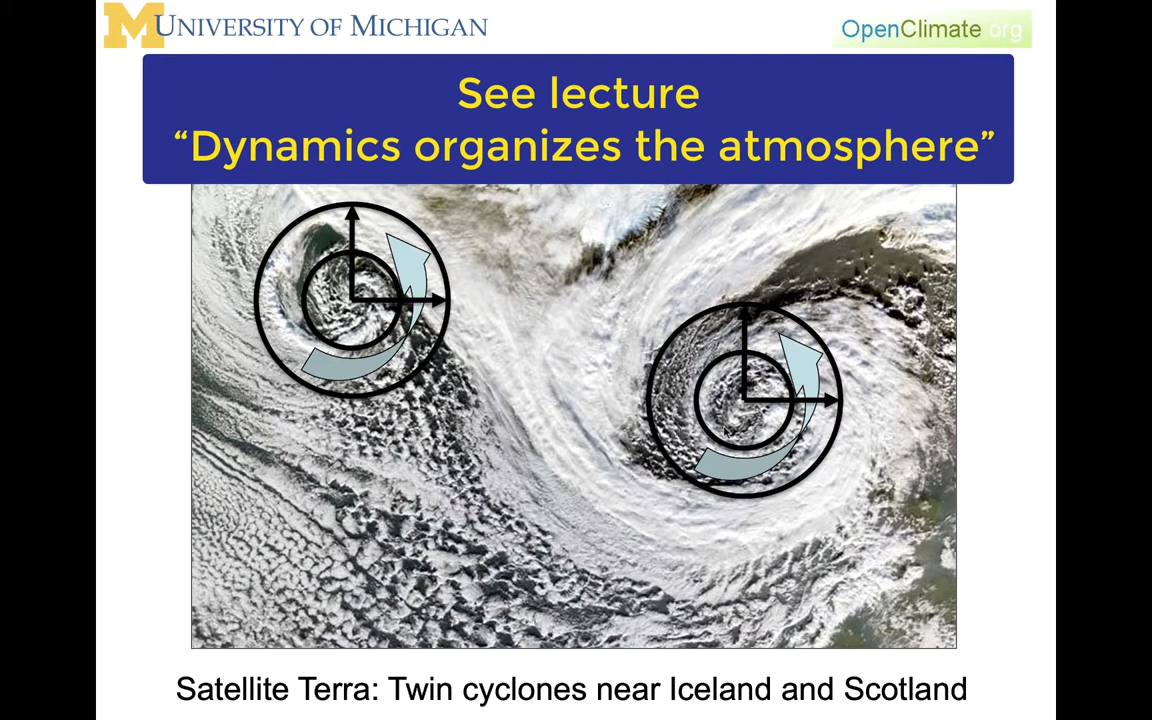 M UNIVERSITY OF MICHIGAN
OpenClimate org
See lecture
“Dynamics organizes the atmosphere”
Satellite Terra: Twin cyclones near Iceland and Scotland